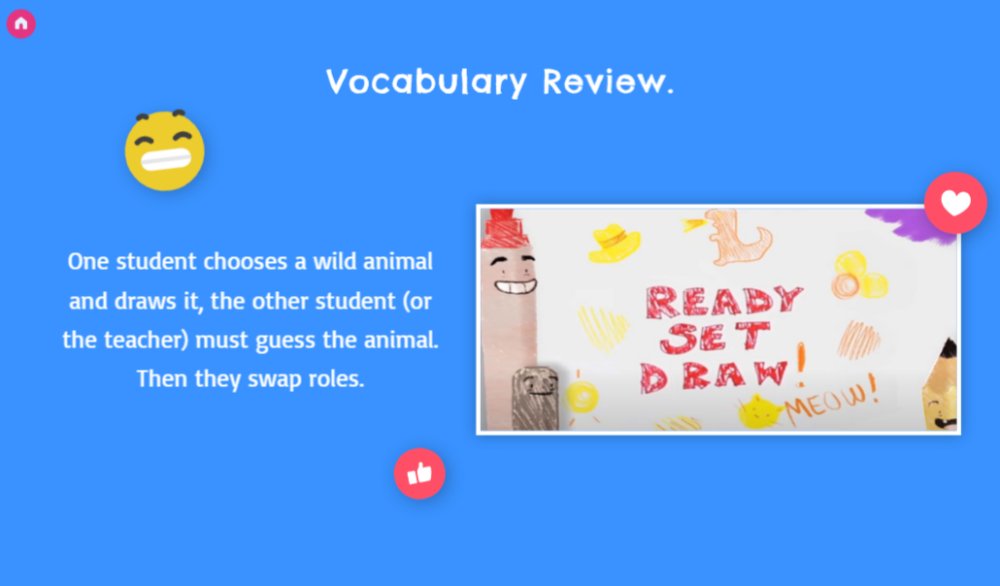 Vocabulary Review.
One student chooses a wild animal
and draws it, the other student (or
the teacher) must guess the animal.
Then they swap roles.
READY
SET
DRAW!
MEOW!